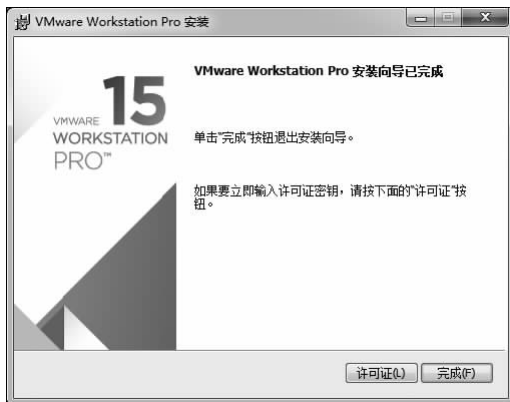 VMware Workstation Pro 安装
VMWARE 15
WORKSTATION
PRO™
VMware Workstation Pro 安装向导已完成
单击"完成"按钮退出安装向导。
如果要立即输入许可证密钥，请按下面的"许可证"按
钮。
许可证(L)
完成(F)